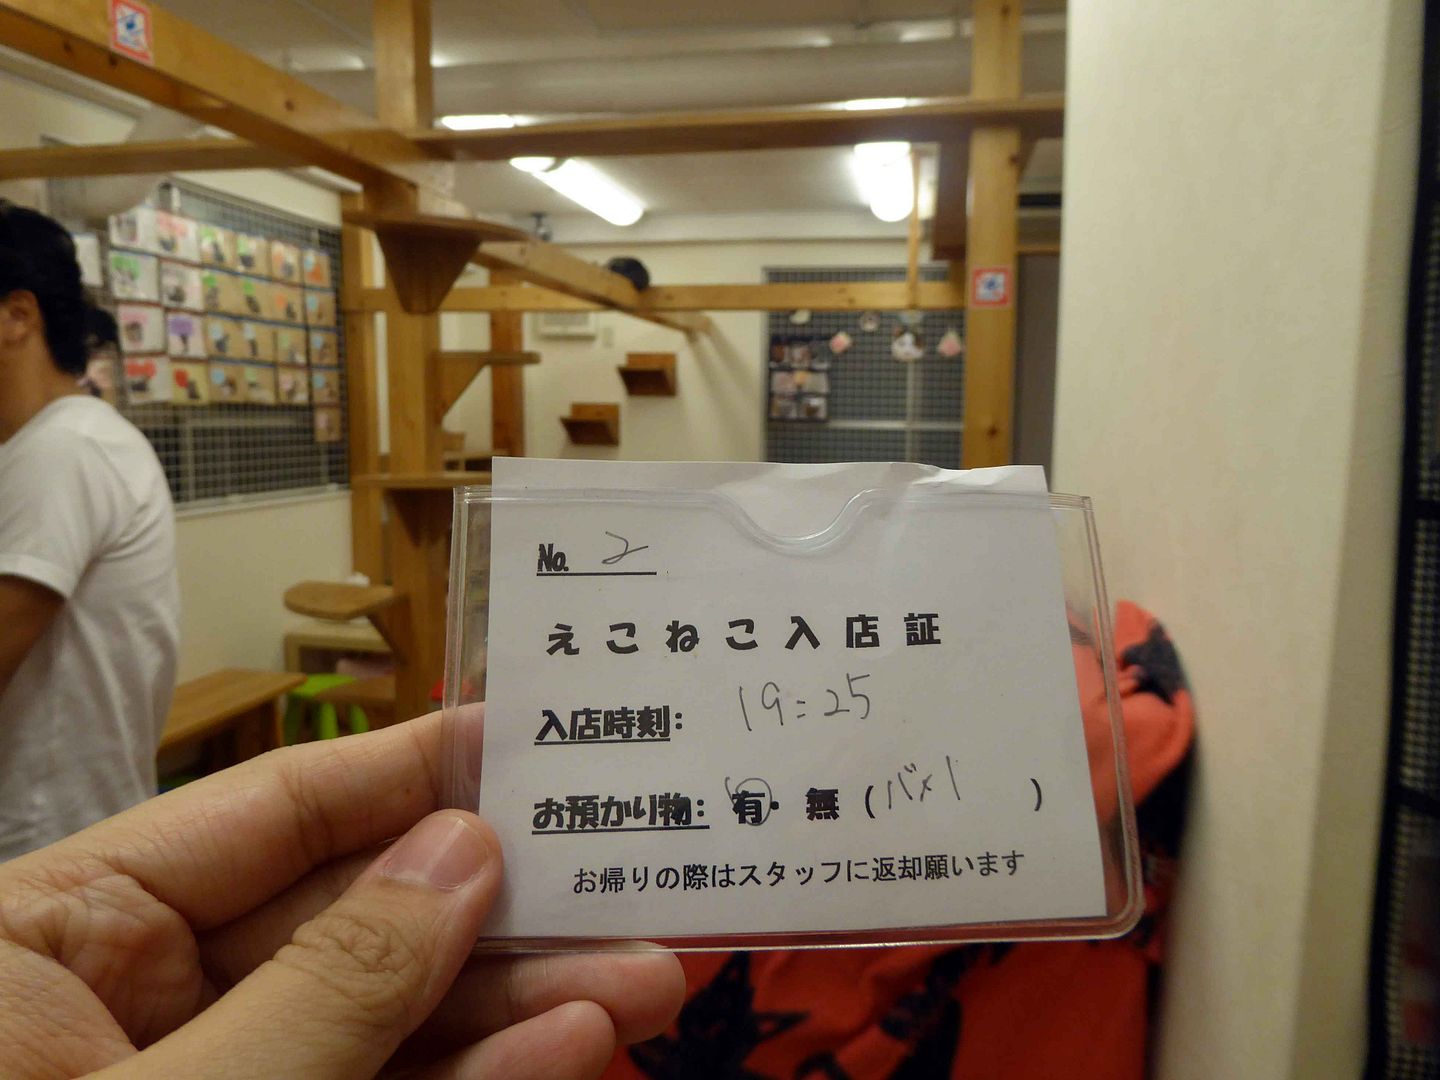 No. 2
えこねこ入店証
入店時刻: 19:25
お預かり物: 有・無 (バメ1 )
お帰りの際はスタッフに返却願います